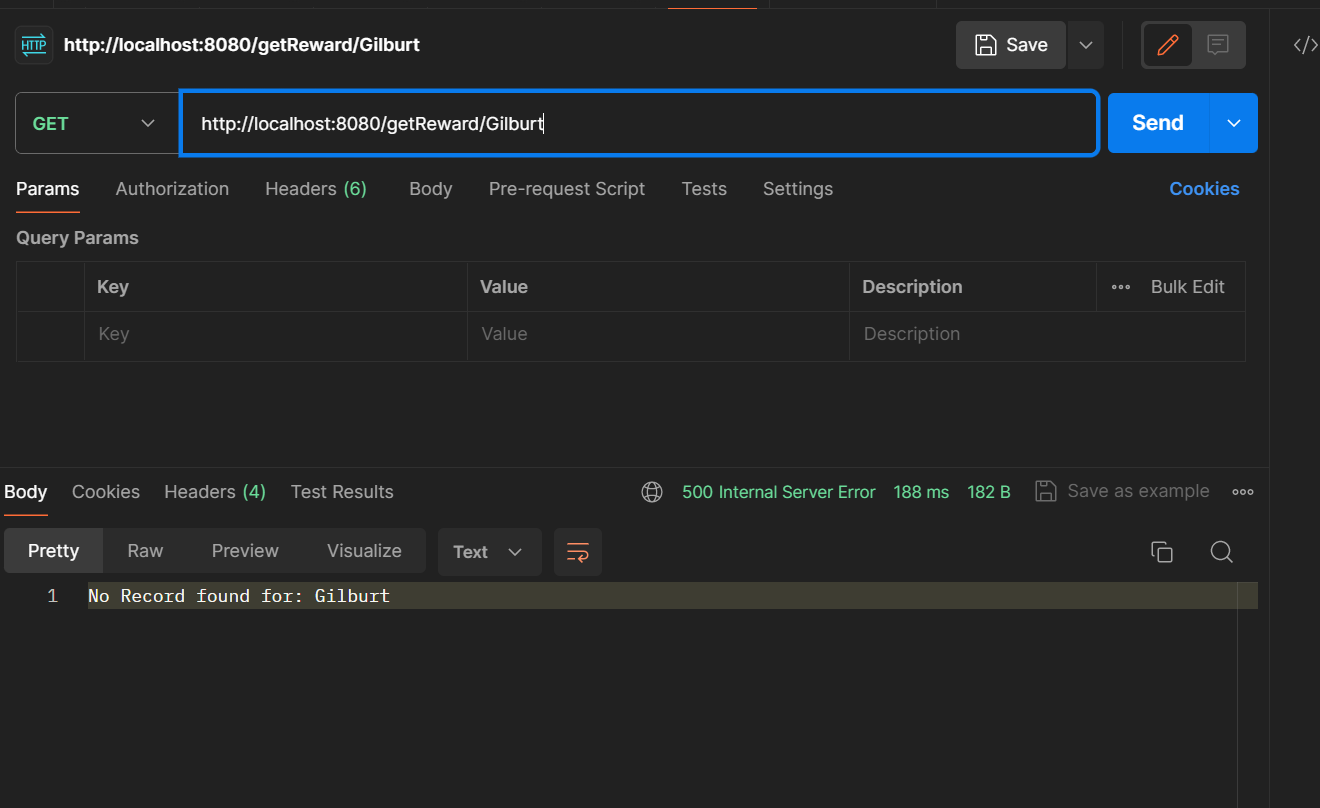 HTTP http://localhost:8080/getReward/Gilburt Save </>
GET http://localhost:8080/getReward/Gilburt Send
Params Authorization Headers (6) Body Pre-request Script Tests Settings Cookies
Query Params
Key Value Description Bulk Edit
Key Value Description
Body Cookies Headers (4) Test Results 500 Internal Server Error 188 ms 182 B Save as example
Pretty Raw Preview Visualize Text
1 No Record found for: Gilburt